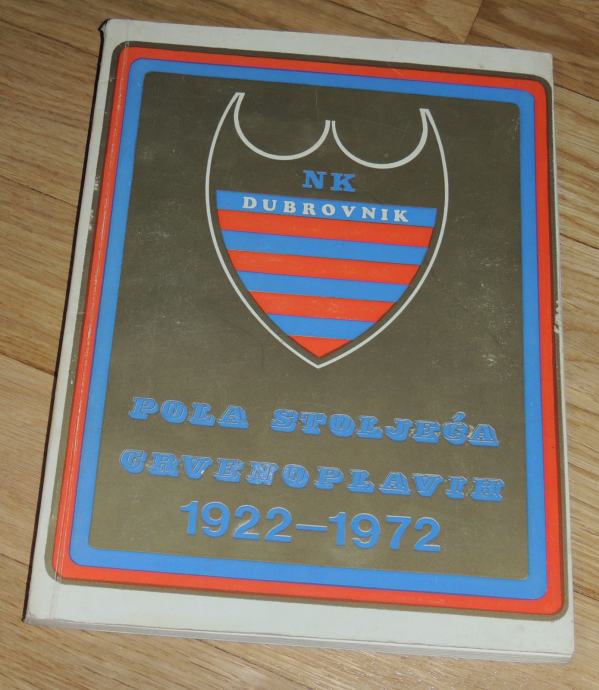 NK
DUBROVNIK
POLA STOLJEĆA
CRVENOPLAVIH
1922-1972